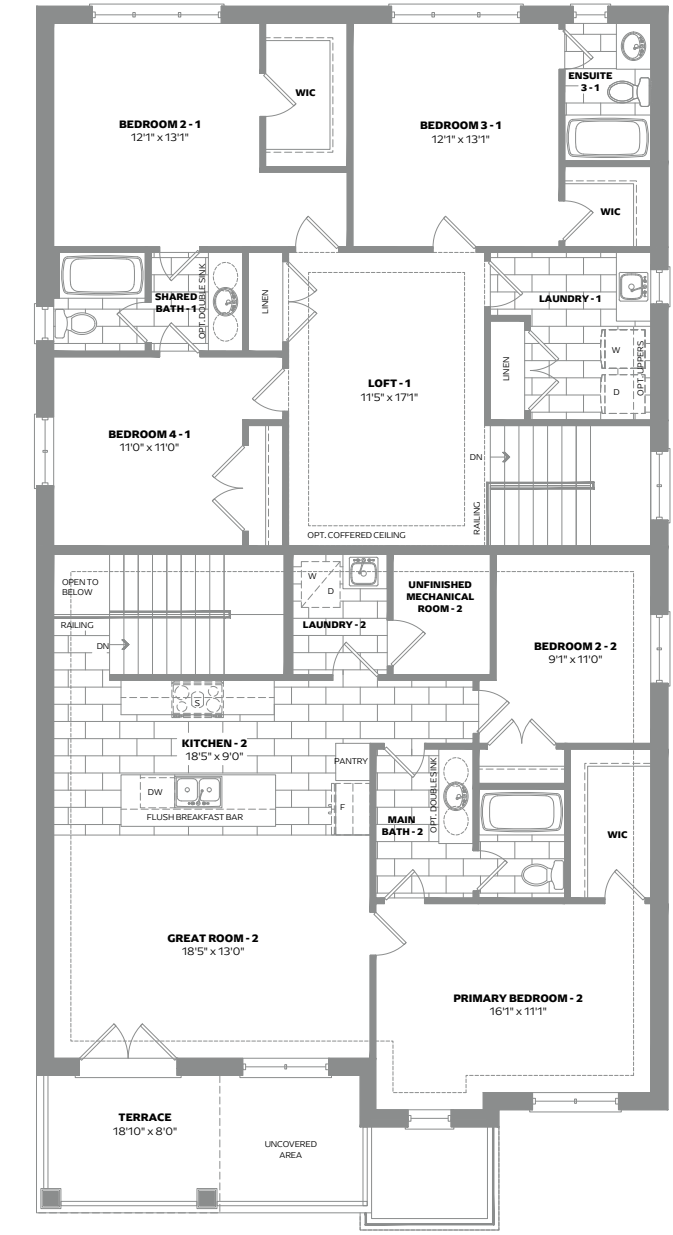 ENSUITE
3 - 1
WIC
BEDROOM 2 - 1
12'1" x 13'1"
BEDROOM 3 - 1
12'1" x 13'1"
WIC
SHARED
BATH - 1
OPT. DOUBLE SINK
LINEN
LAUNDRY - 1
W
D
OPT. UPPERS
LINEN
LOFT - 1
11'5" x 17'1"
BEDROOM 4 - 1
11'0" x 11'0"
DN
RAILING
OPT. COFFERED CEILING
OPEN TO
BELOW
RAILING
DN
W
D
LAUNDRY - 2
UNFINISHED
MECHANICAL
ROOM - 2
BEDROOM 2 - 2
9'1" x 11'0"
S
KITCHEN - 2
18'5" x 9'0"
PANTRY
DW
F
FLUSH BREAKFAST BAR
MAIN
BATH - 2
OPT. DOUBLE SINK
WIC
GREAT ROOM - 2
18'5" x 13'0"
PRIMARY BEDROOM - 2
16'1" x 11'1"
TERRACE
18'10" x 8'0"
UNCOVERED
AREA